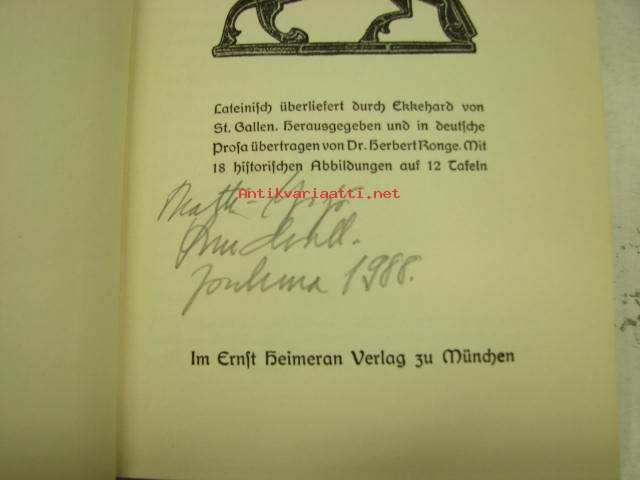 Lateinisch überliefert durch Ekkehard von
St. Gallen. Herausgegeben und in deutsche
Prosa übertragen von Dr. Herbert Ronge. Mit
18 historischen Abbildungen auf 12 Tafeln
Antikvariaatti.net
1988.
Im Ernst Heimeran Verlag zu München